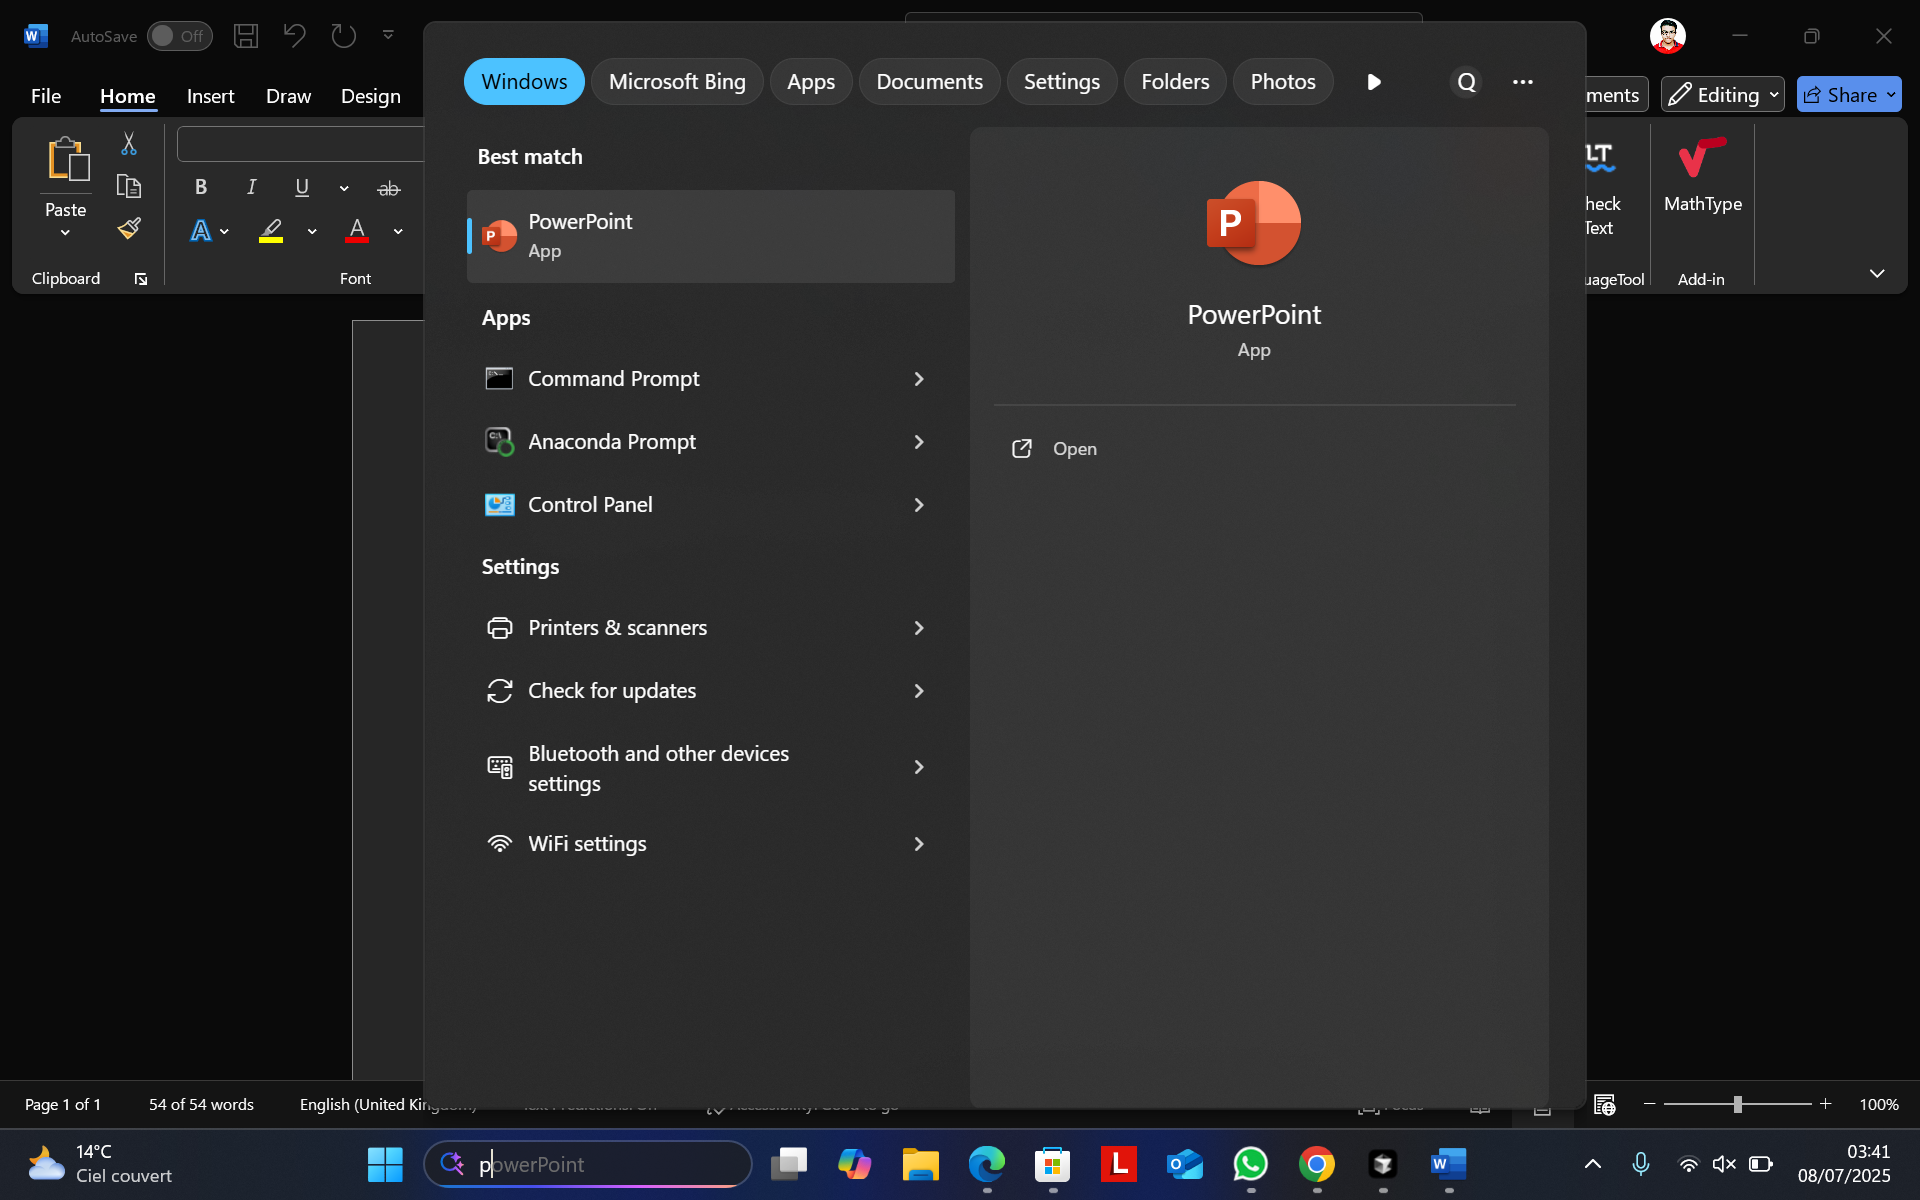 AutoSave Off
File Home Insert Draw Design
ments Editing Share
Windows Microsoft Bing Apps Documents Settings Folders Photos Q
Paste
Clipboard
B I U ab
A A
Font
Best match
PowerPoint
App
Apps
Command Prompt
Anaconda Prompt
Control Panel
Settings
Printers & scanners
Check for updates
Bluetooth and other devices
settings
WiFi settings
P
PowerPoint
App
Open
LT
heck
Text
uageTool
MathType
Add-in
Page 1 of 1 54 of 54 words English (United Kingdom) 100%
14°C
Ciel couvert
powerPoint
L
03:41
08/07/2025